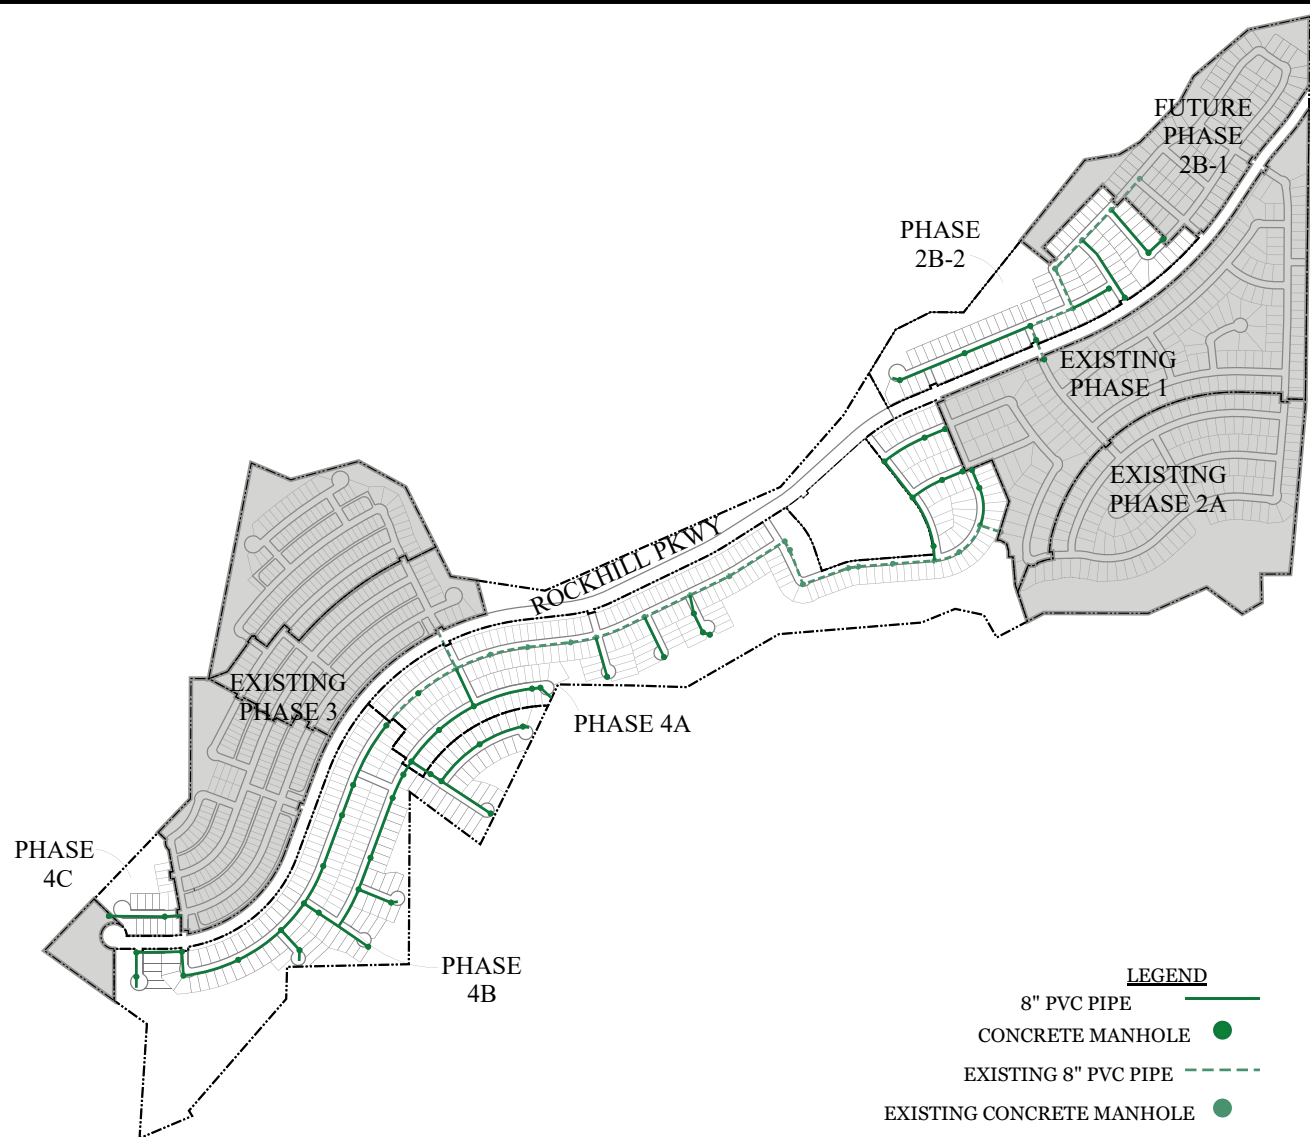 FUTURE
PHASE
2B-1
PHASE
2B-2
EXISTING
PHASE 1
EXISTING
PHASE 2A
ROCKHILL PKWY
EXISTING
PHASE 3
PHASE 4A
PHASE
4C
PHASE
4B
LEGEND
8" PVC PIPE
CONCRETE MANHOLE
EXISTING 8" PVC PIPE
EXISTING CONCRETE MANHOLE